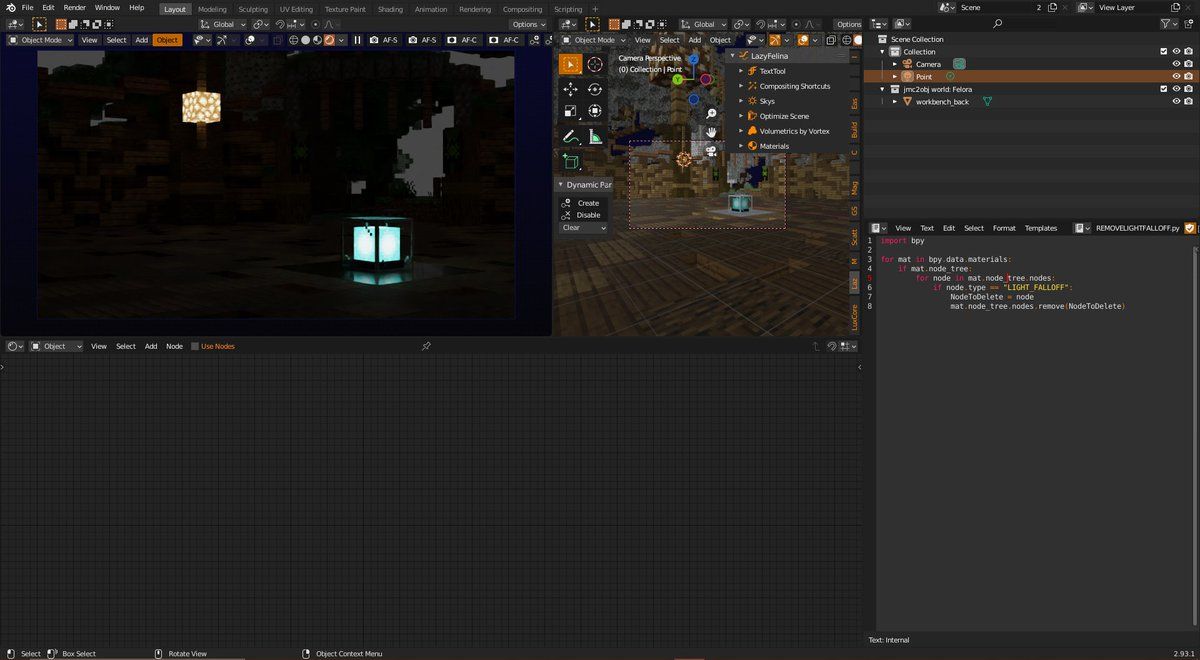 File Edit Render Window Help Layout Modeling Sculpting UV Editing Texture Paint Shading Animation Rendering Compositing Scripting + Scene 2 View Layer
Global Options Global Options
Object Mode View Select Add Object AF-S AF-S AF-C AF-C Object Mode View Select Add Object
Camera Perspective
(0) Collection | Point
LazyFelina
TextTool
Compositing Shortcuts
Skys
Optimize Scene
Volumetrics by Vortex
Materials
Z
Y
Eas
Build
C
Mag
GS
Scatt
M
Laz
LuxCore
Dynamic Par
Create
Disable
Clear
Scene Collection
Collection
Camera
Point
jmc2obj world: Felora
workbench_back
View Text Edit Select Format Templates REMOVELIGHTFALLOFF.py
1 import bpy
2
3 for mat in bpy.data.materials:
4 if mat.node_tree:
5 for node in mat.node_tree.nodes:
6 if node.type == "LIGHT_FALLOFF":
7 NodeToDelete = node
8 mat.node_tree.nodes.remove(NodeToDelete)
Object View Select Add Node Use Nodes
Text: Internal
Select Box Select Rotate View Object Context Menu 2.93.1